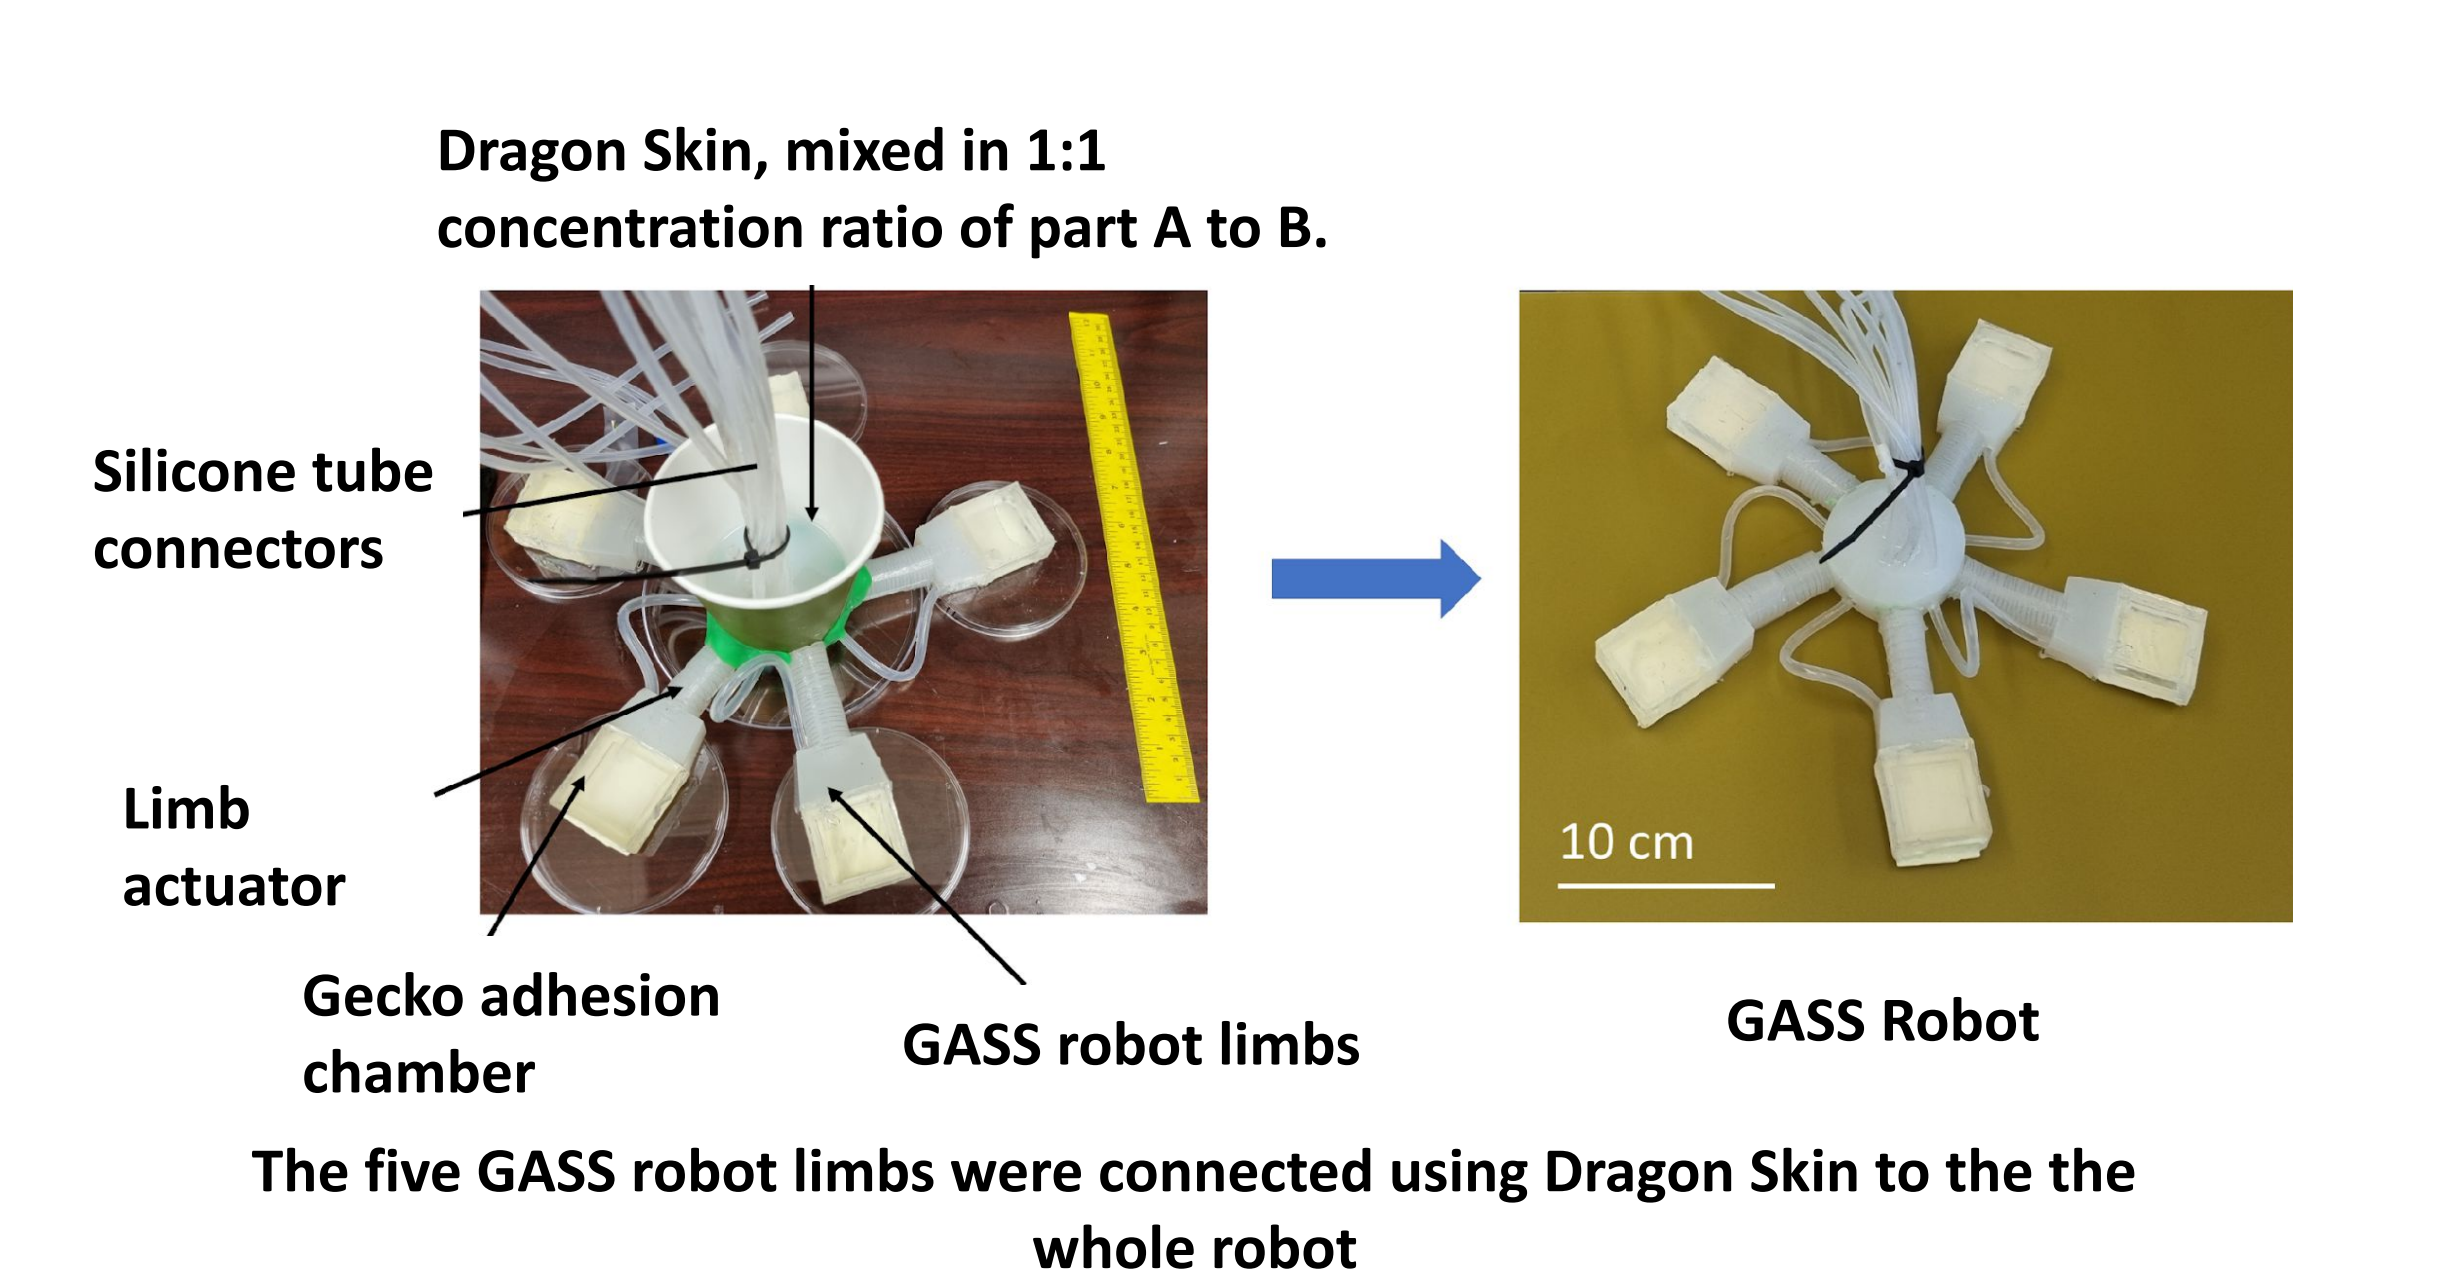 Dragon Skin, mixed in 1:1
concentration ratio of part A to B.
Silicone tube
connectors
Limb
actuator
Gecko adhesion
chamber
GASS robot limbs
10 cm
GASS Robot
The five GASS robot limbs were connected using Dragon Skin to the the
whole robot